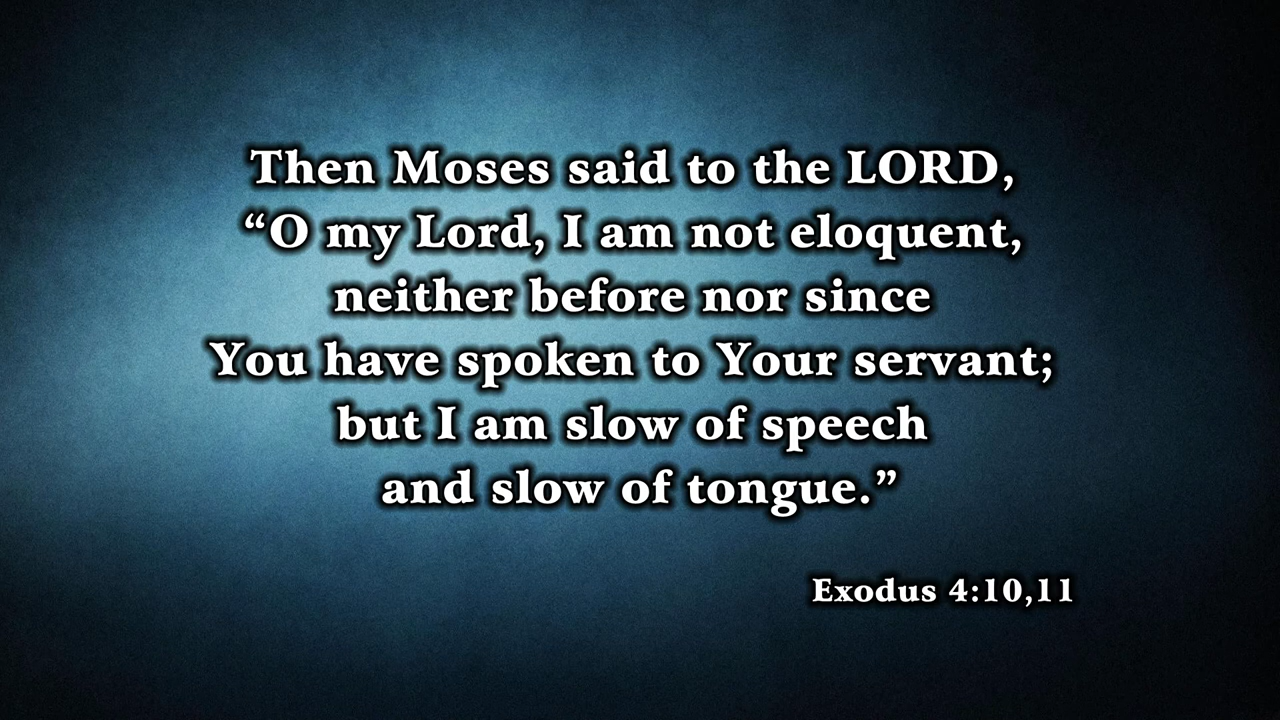 Then Moses said to the LORD,
“O my Lord, I am not eloquent,
neither before nor since
You have spoken to Your servant;
but I am slow of speech
and slow of tongue.”
Exodus 4:10,11